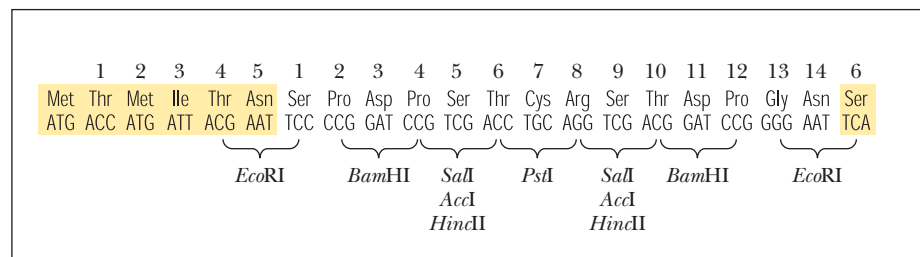 1 2 3 4 5 1 2 3 4 5 6 7 8 9 10 11 12 13 14 6
Met Thr Met Ile Thr Asn Ser Pro Asp Pro Ser Thr Cys Arg Ser Thr Asp Pro Gly Asn Ser
ATG ACC ATG ATT ACG AAT TCC CCG GAT CCG TCG ACC TGC AGG TCG ACG GAT CCG GGG AAT TCA
EcoRI BamHI SalI PstI SalI BamHI EcoRI
AccI AccI
HincII HincII